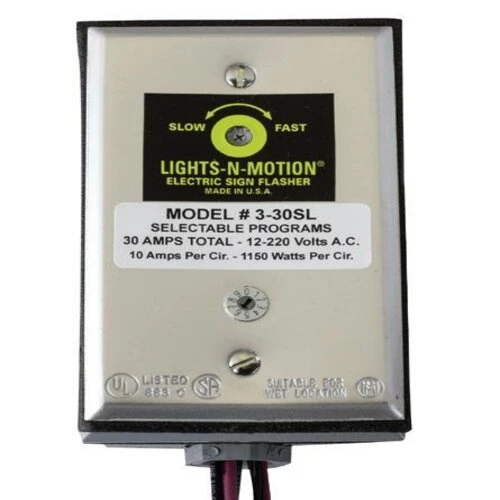 SLOW FAST
LIGHTS-N-MOTION®
ELECTRIC SIGN FLASHER
MADE IN U.S.A.
MODEL # 3-30SL
SELECTABLE PROGRAMS
30 AMPS TOTAL - 12-220 Volts A.C.
10 Amps Per Cir. - 1150 Watts Per Cir.
UL LISTED SA SUITABLE FOR
WET LOCATION